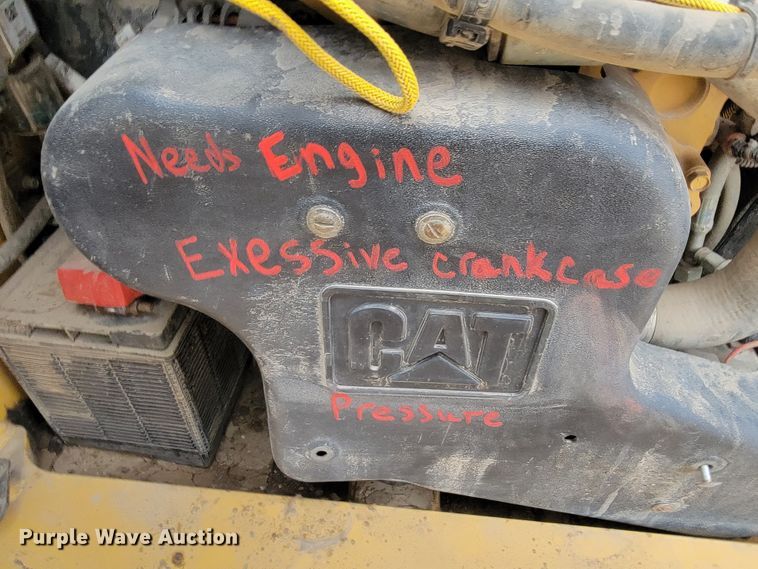 Needs Engine
Exessive crankcase
CAT
Pressure
Purple Wave Auction